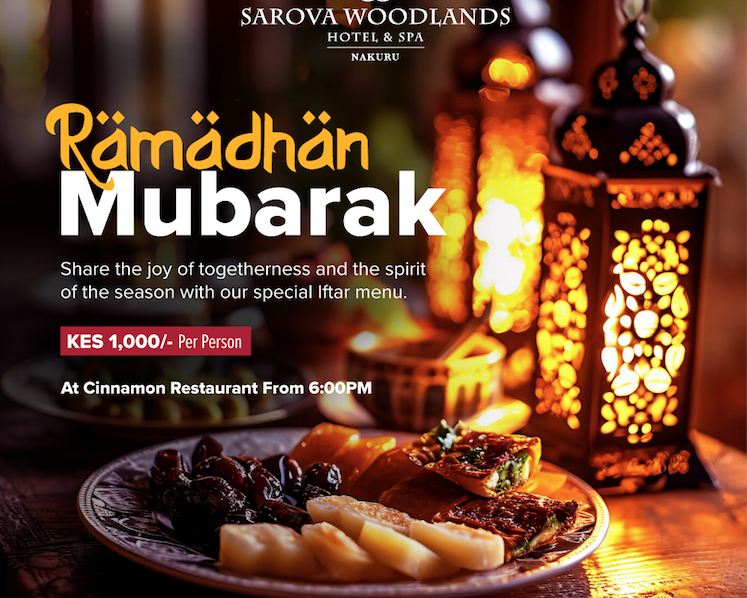 SAROVA WOODLANDS
HOTEL & SPA
NAKURU
Rämädhän
Mubarak
Share the joy of togetherness and the spirit
of the season with our special Iftar menu.
KES 1,000/- Per Person
At Cinnamon Restaurant From 6:00PM